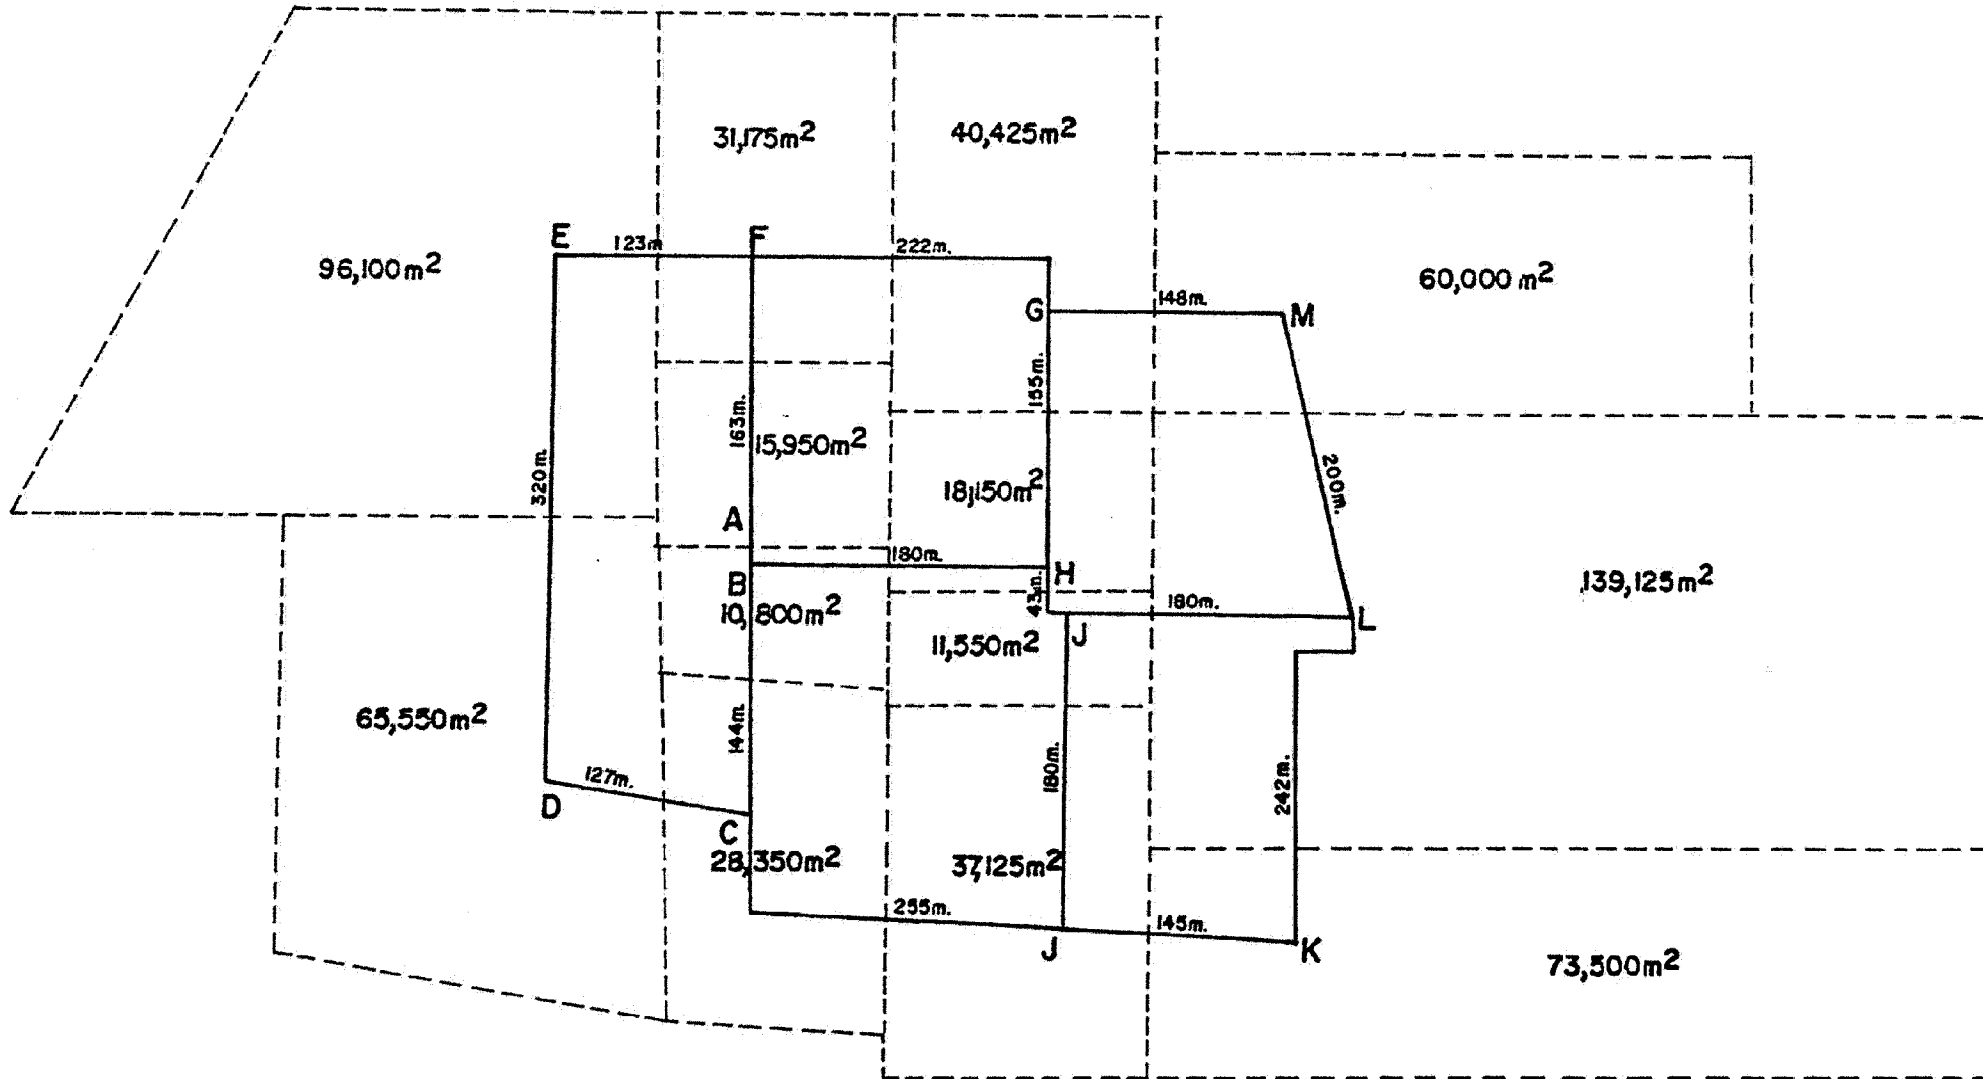 31,175m²
40,425m²
E
123m
F
222m.
96,100m²
60,000m²
148m.
G
M
155m.
163m.
15,950m²
320m.
200m.
18,150m²
A
180m.
H
B
139,125m²
43m.
180m.
10,800m²
L
J
11,550m²
65,550m²
144m.
180m.
127m.
242m.
D
C
28,350m²
37,125m²
255m.
145m.
J
K
73,500m²